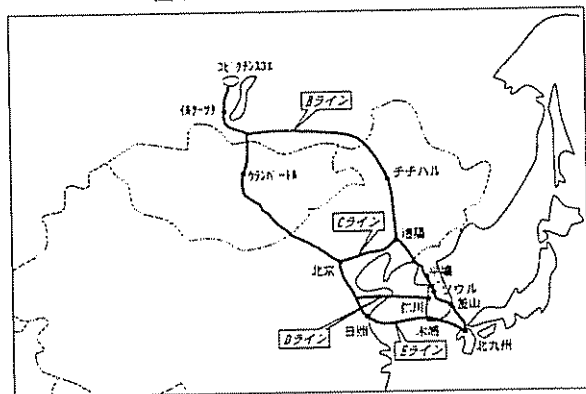 コビクチンスコエ
イルクーツク
Bライン
ウランバートル
チチハル
Cライン
瀋陽
北京
平壌
ソウル
仁川
釜山
Dライン
日照
Eライン
木浦
北九州